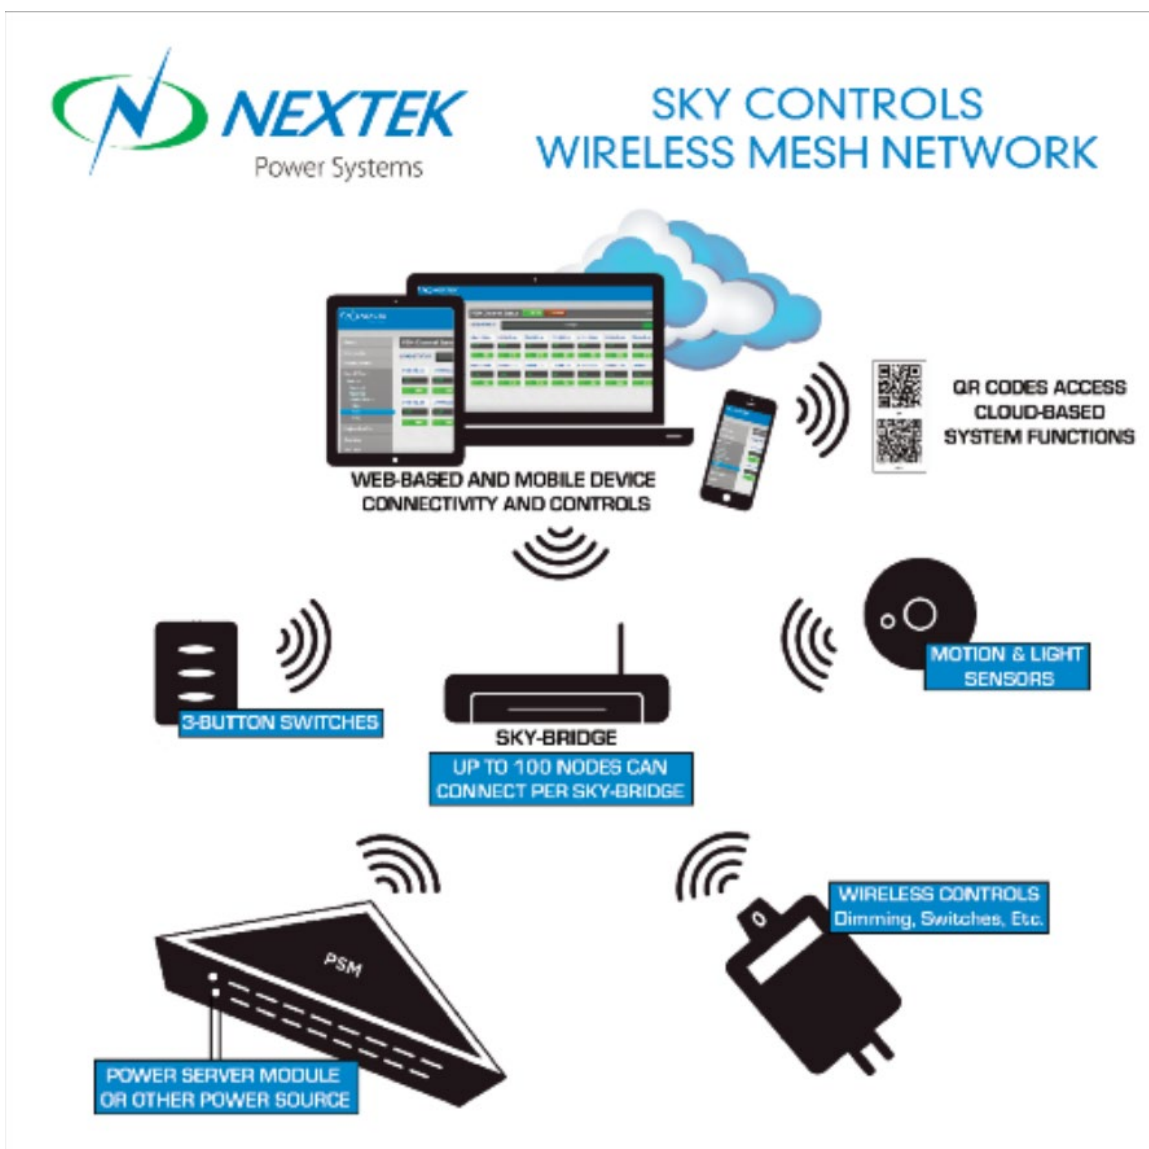 NEXTEK
Power Systems
SKY CONTROLS
WIRELESS MESH NETWORK
QR CODES ACCESS
CLOUD-BASED
SYSTEM FUNCTIONS
WEB-BASED AND MOBILE DEVICE
CONNECTIVITY AND CONTROLS
MOTION & LIGHT
SENSORS
3-BUTTON SWITCHES
SKY-BRIDGE
UP TO 100 NODES CAN
CONNECT PER SKY-BRIDGE
WIRELESS CONTROLS
Dimming, Switches, Etc.
PSM
POWER SERVER MODULE
OR OTHER POWER SOURCE